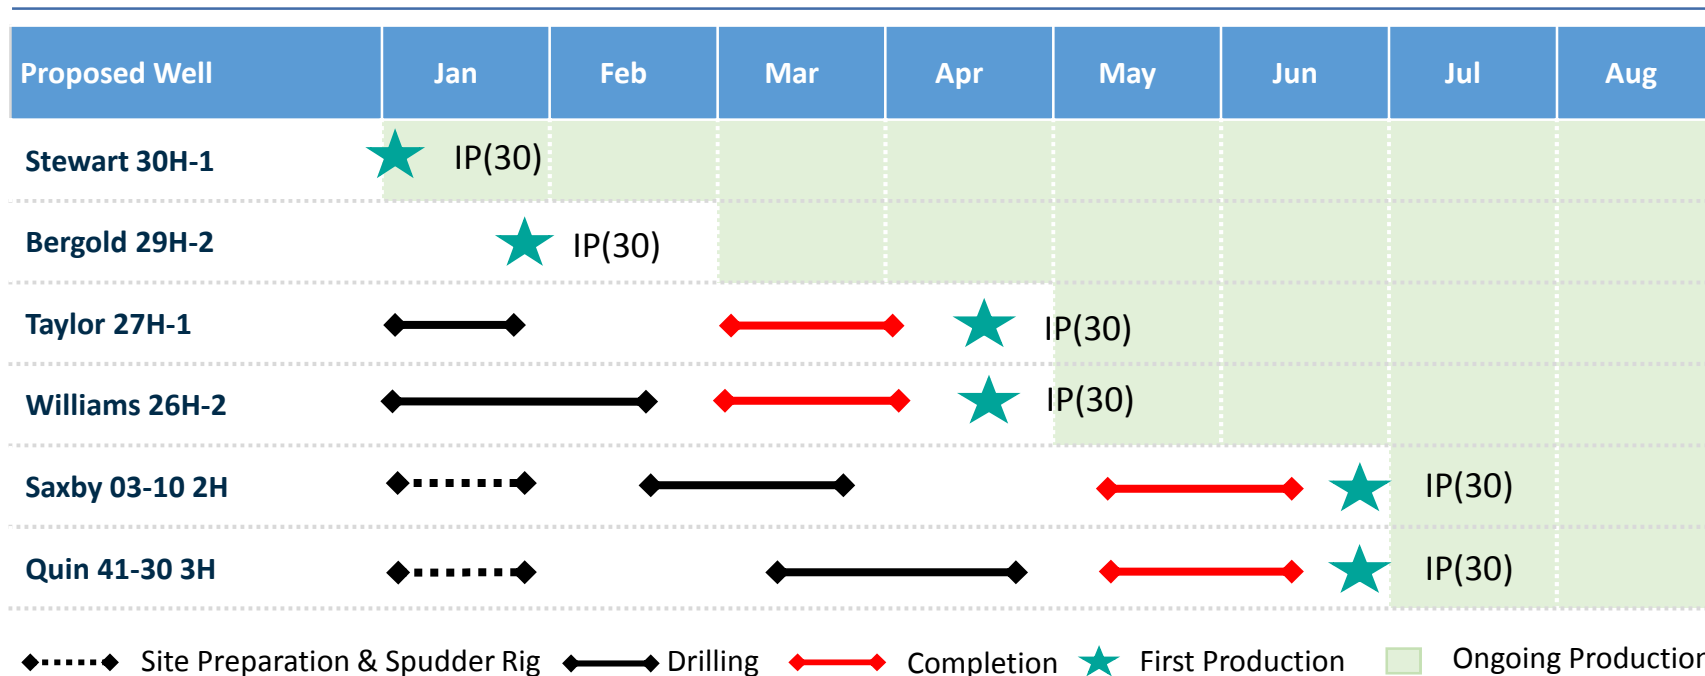 Proposed Well Jan Feb Mar Apr May Jun Jul Aug
Stewart 30H-1 IP(30)
Bergold 29H-2 IP(30)
Taylor 27H-1 IP(30)
Williams 26H-2 IP(30)
Saxby 03-10 2H IP(30)
Quin 41-30 3H IP(30)
Site Preparation & Spudder Rig Drilling Completion First Production Ongoing Production